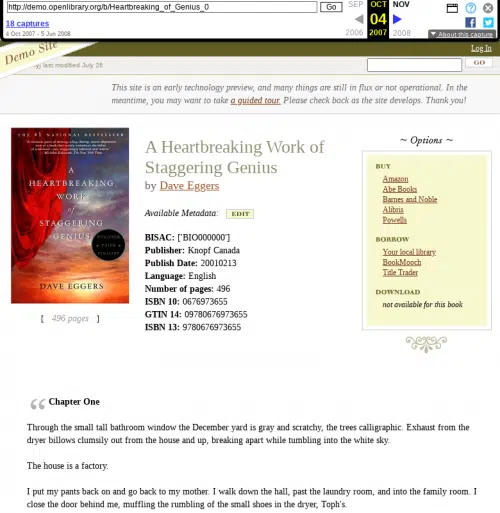 http://demo.openlibrary.org/b/Heartbreaking_of_Genius_0 Go SEP OCT NOV
18 captures 04
4 Oct 2007 - 5 Jun 2008 2006 2007 2008 About this capture
Demo Site
last modified July 26 Log In
GO
This site is an early technology preview, and many things are still in flux or not operational. In the
meantime, you may want to take a guided tour. Please check back as the site develops. Thank you!
THE #1 NATIONAL BESTSELLER
A
HEARTBREAKING
WORK
of
STAGGERING
GENIUS
PULITZER
PRIZE
FINALIST
DAVE EGGERS
[ 496 pages ]
A Heartbreaking Work of
Staggering Genius
by Dave Eggers
Available Metadata: EDIT
BISAC: ['BIO000000']
Publisher: Knopf Canada
Publish Date: 20010213
Language: English
Number of pages: 496
ISBN 10: 0676973655
GTIN 14: 09780676973655
ISBN 13: 9780676973655
~ Options ~
BUY
Amazon
Abe Books
Barnes and Noble
Alibris
Powells
BORROW
Your local library
BookMooch
Title Trader
DOWNLOAD
not available for this book
“ Chapter One
Through the small tall bathroom window the December yard is gray and scratchy, the trees calligraphic. Exhaust from the
dryer billows clumsily out from the house and up, breaking apart while tumbling into the white sky.
The house is a factory.
I put my pants back on and go back to my mother. I walk down the hall, past the laundry room, and into the family room. I
close the door behind me, muffling the rumbling of the small shoes in the dryer, Toph's.